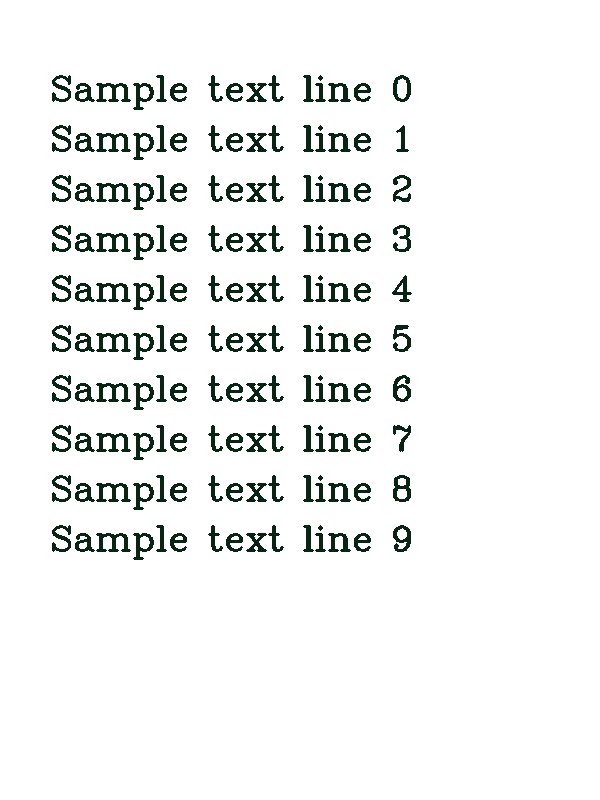 Sample text line 0
Sample text line 1
Sample text line 2
Sample text line 3
Sample text line 4
Sample text line 5
Sample text line 6
Sample text line 7
Sample text line 8
Sample text line 9